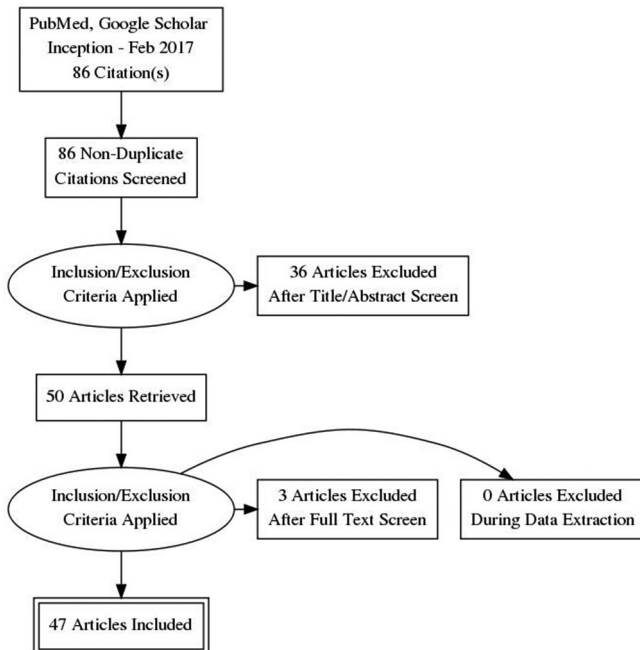 PubMed, Google Scholar
Inception - Feb 2017
86 Citation(s)
86 Non-Duplicate
Citations Screened
Inclusion/Exclusion
Criteria Applied
36 Articles Excluded
After Title/Abstract Screen
50 Articles Retrieved
Inclusion/Exclusion
Criteria Applied
3 Articles Excluded
After Full Text Screen
0 Articles Excluded
During Data Extraction
47 Articles Included